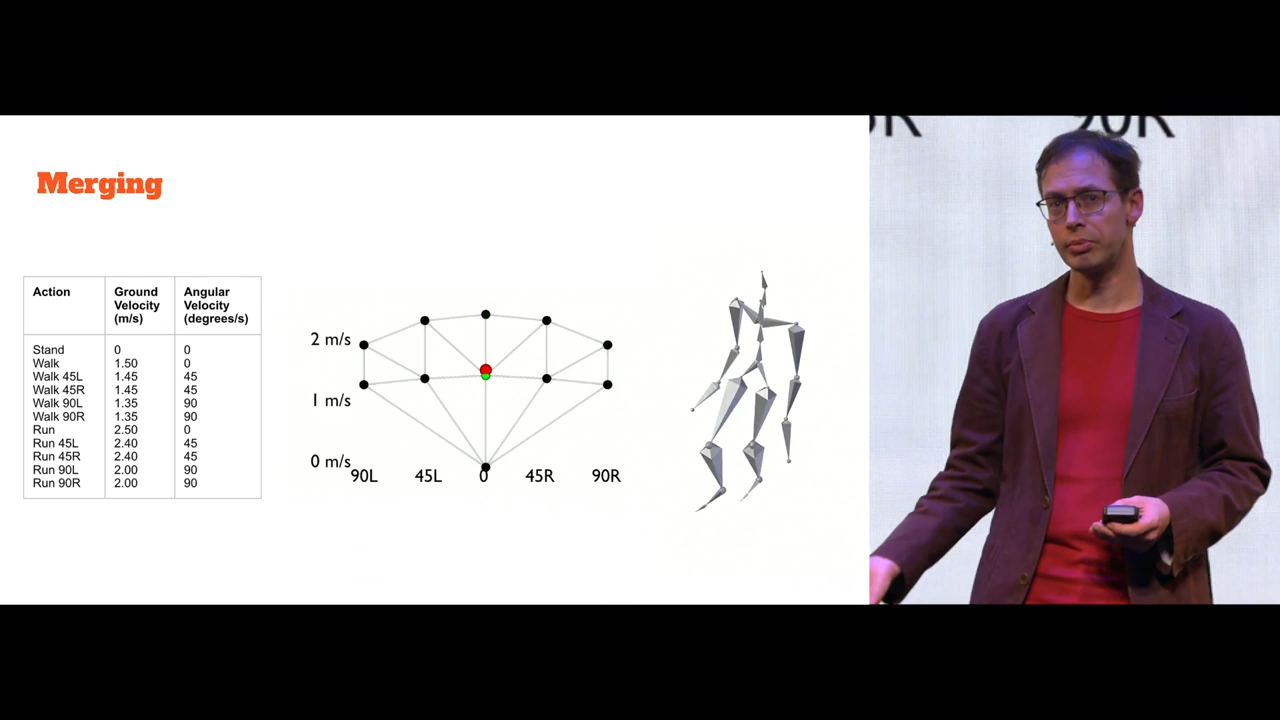 Merging
Action Ground Velocity (m/s) Angular Velocity (degrees/s)
Stand 0 0
Walk 1.50 0
Walk 45L 1.45 45
Walk 45R 1.45 45
Walk 90L 1.35 90
Walk 90R 1.35 90
Run 2.50 0
Run 45L 2.40 45
Run 45R 2.40 45
Run 90L 2.00 90
Run 90R 2.00 90
2 m/s
1 m/s
0 m/s
90L 45L 0 45R 90R
90R